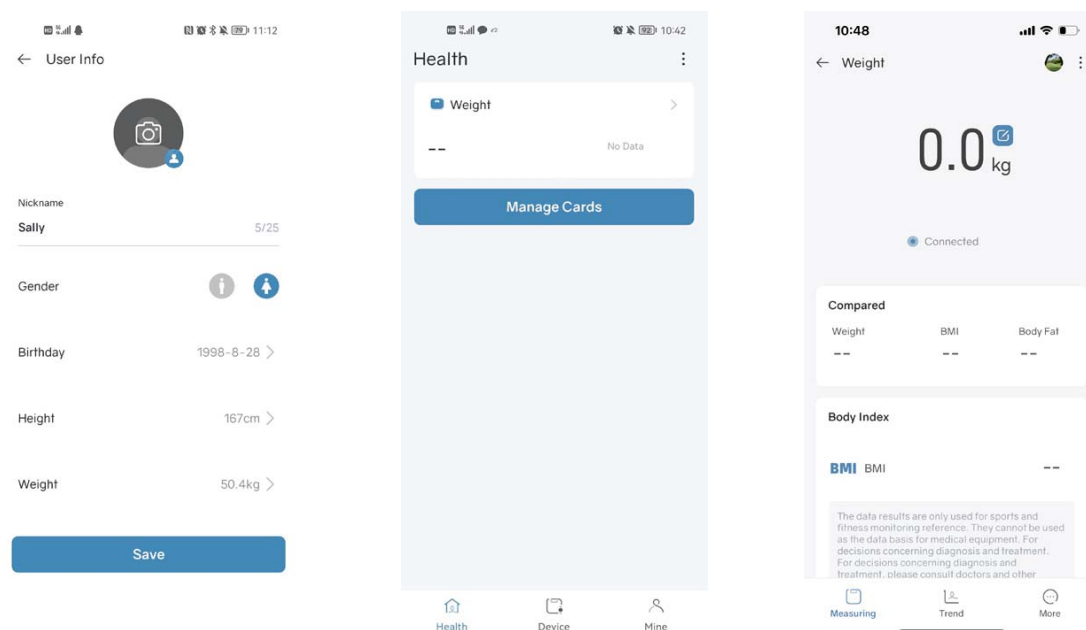 11:12
User Info
Nickname
Sally 5/25
Gender
Birthday 1998-8-28
Height 167cm
Weight 50.4kg
Save
92 10:42
Health
Weight
-- No Data
Manage Cards
Health Device Mine
10:48
Weight
0.0 kg
Connected
Compared
Weight BMI Body Fat
-- -- --
Body Index
BMI BMI --
The data results are only used for sports and
fitness monitoring reference. They cannot be used
as the data basis for medical equipment. For
decisions concerning diagnosis and treatment.
For decisions concerning diagnosis and
treatment, please consult doctors and other
Measuring Trend More